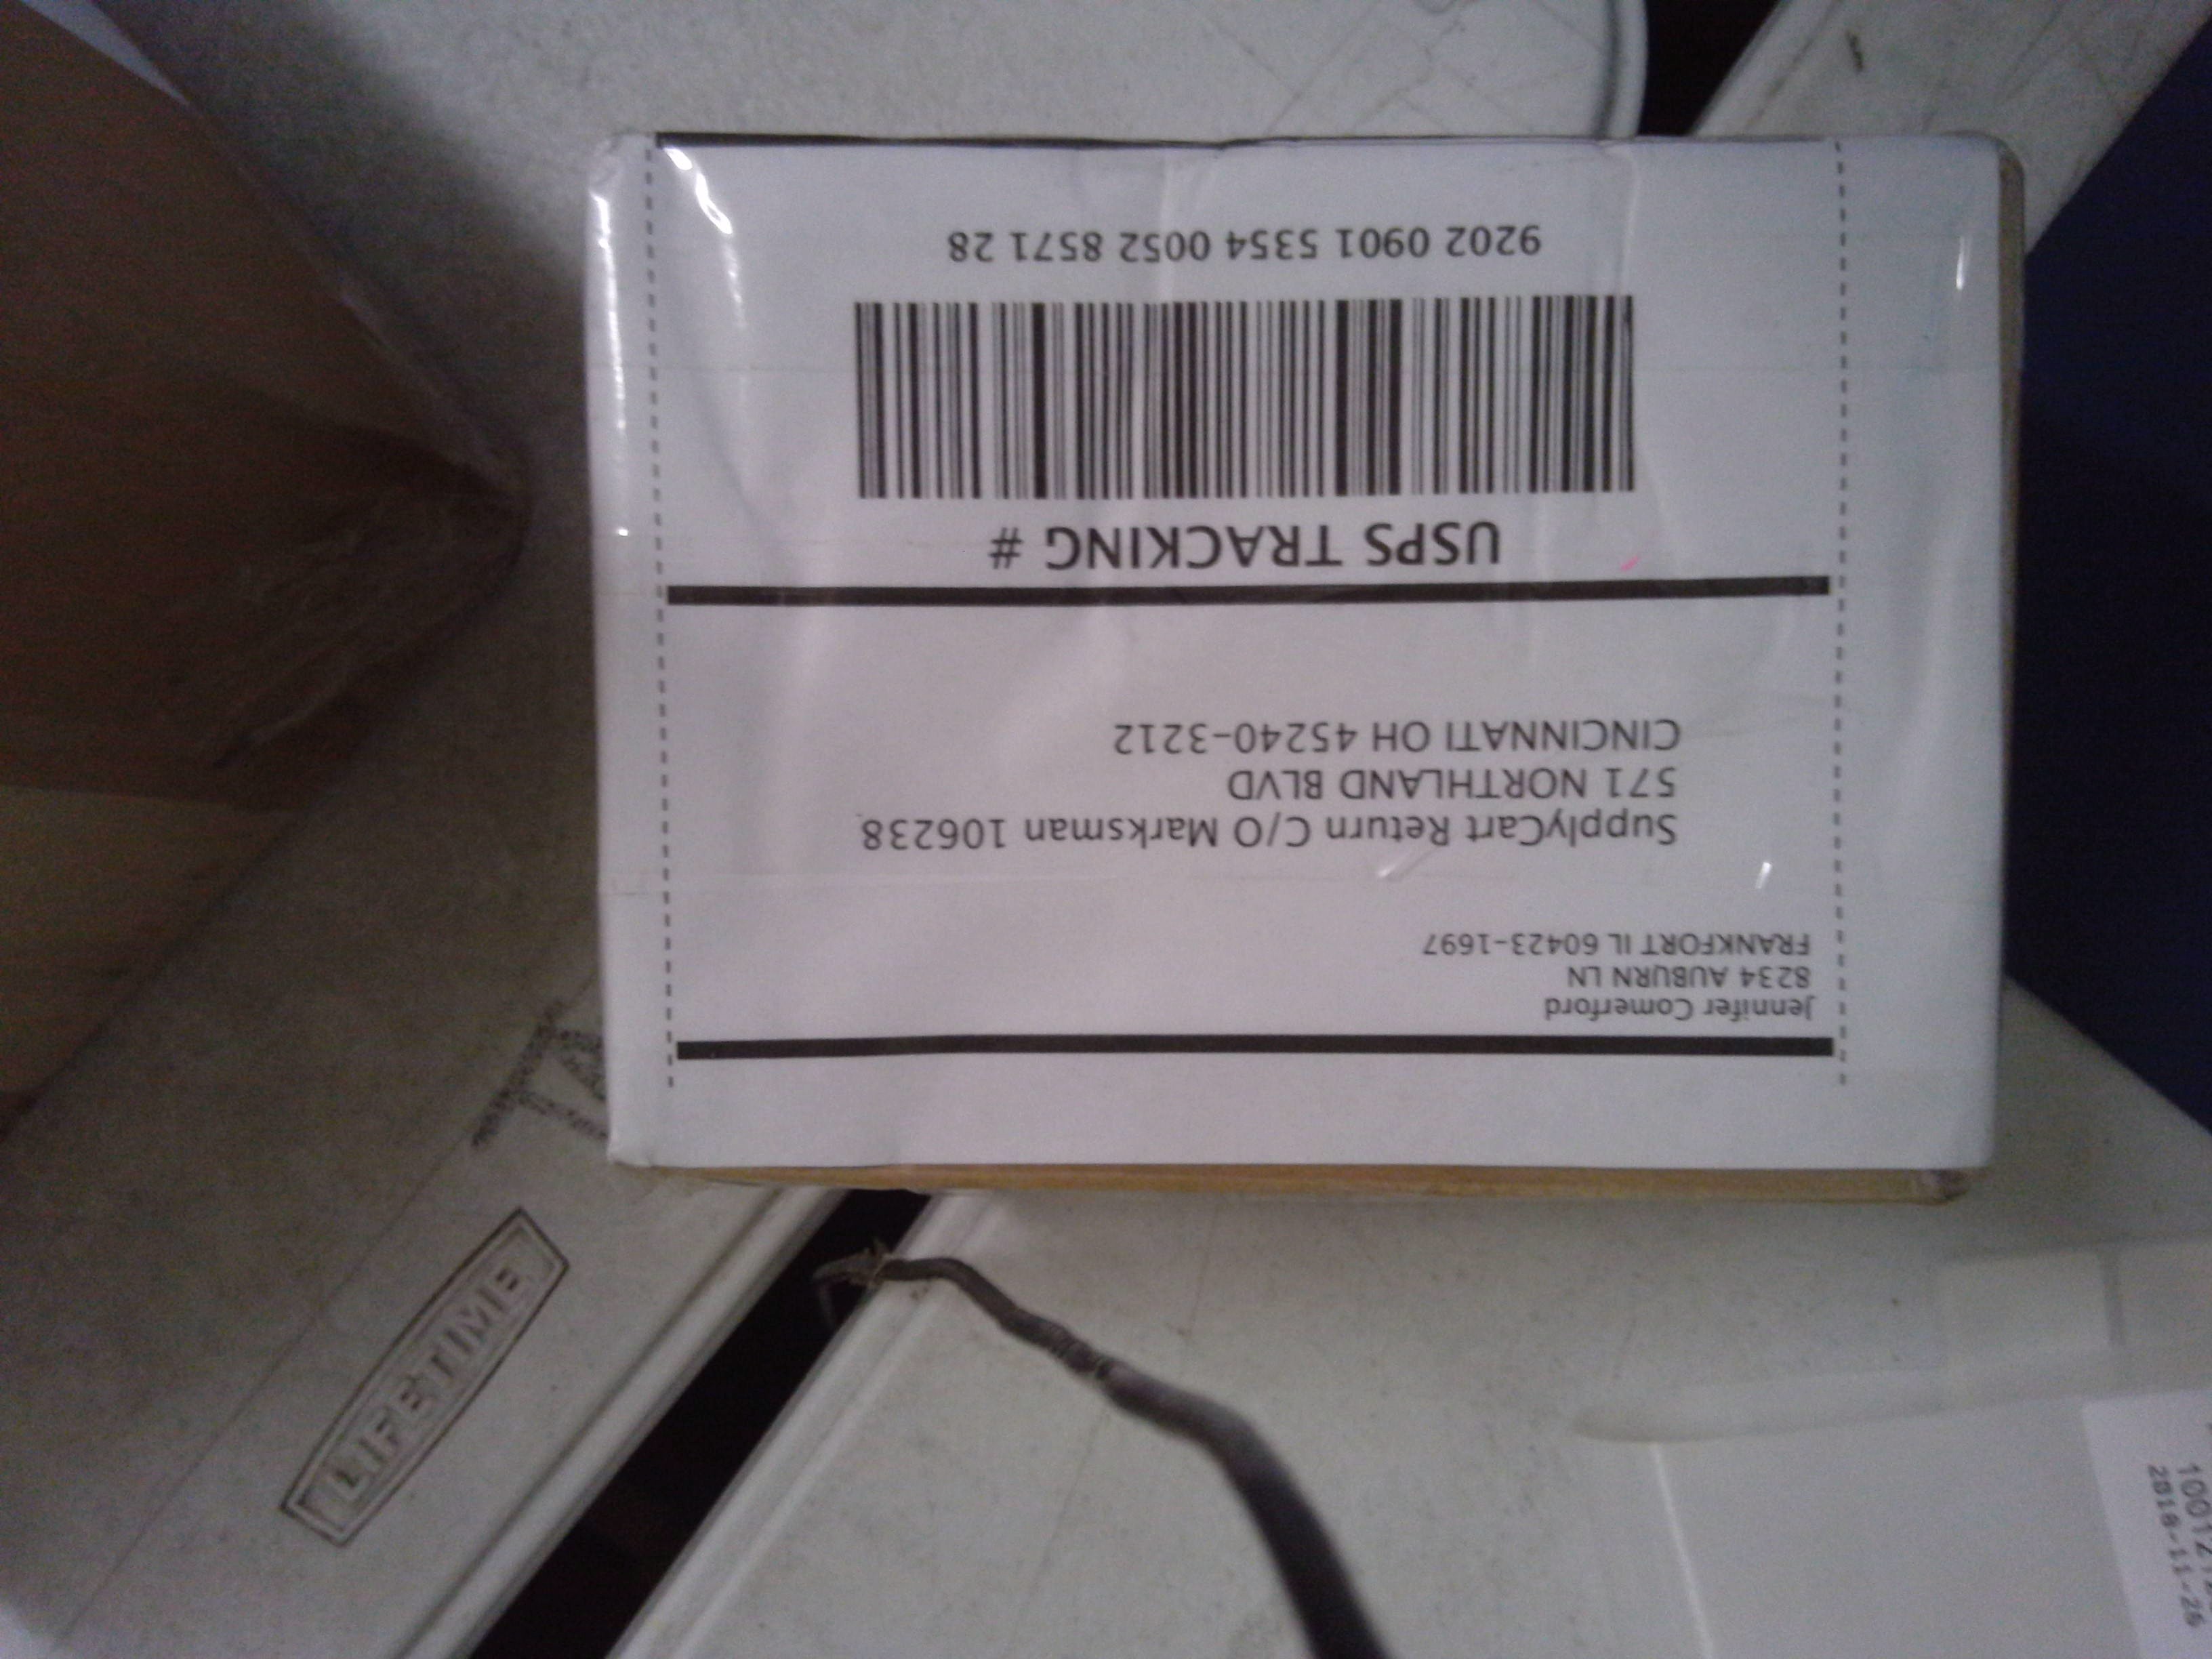 Jennifer Comerford
8234 AUBURN LN
FRANKFORT IL 60423-1697
SupplyCart Return C/O Marksman 106238
571 NORTHLAND BLVD
CINCINNATI OH 45240-3212
USPS TRACKING #
9202 0901 5354 0052 8571 28
LIFETIME